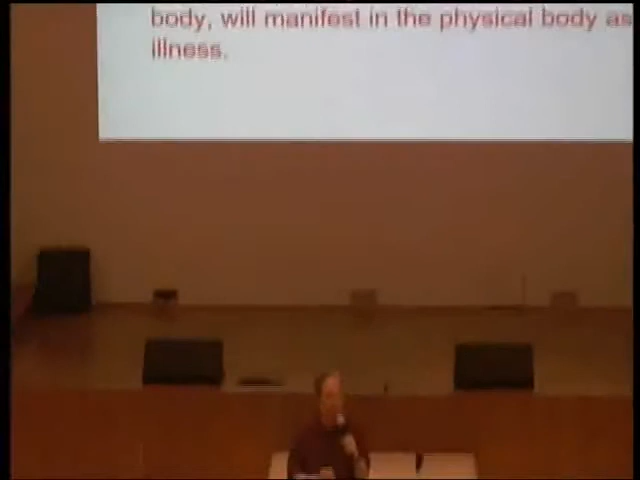 body, will manifest in the physical body as
illness.